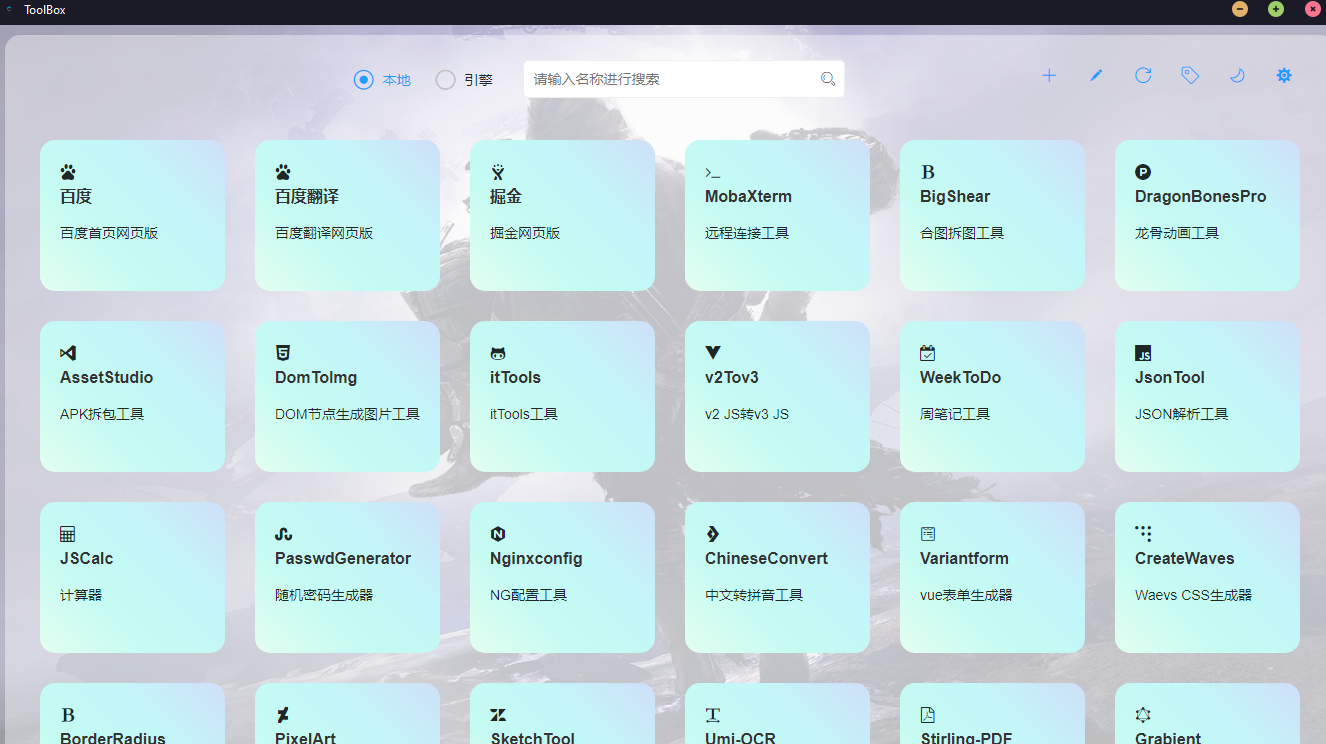 ToolBox
本地 引擎 请输入名称进行搜索
百度 百度翻译 掘金 MobaXterm BigShear DragonBonesPro
百度首页网页版 百度翻译网页版 掘金网页版 远程连接工具 合图拆图工具 龙骨动画工具
AssetStudio DomToImg itTools v2Tov3 WeekToDo JsonTool
APK拆包工具 DOM节点生成图片工具 itTools工具 v2 JS转v3 JS 周笔记工具 JSON解析工具
JSCalc PasswdGenerator Nginxconfig ChineseConvert Variantform CreateWaves
计算器 随机密码生成器 NG配置工具 中文转拼音工具 vue表单生成器 Waevs CSS生成器
BorderRadius PixelArt SketchTool Umi-OCR Stirling-PDF Grabient